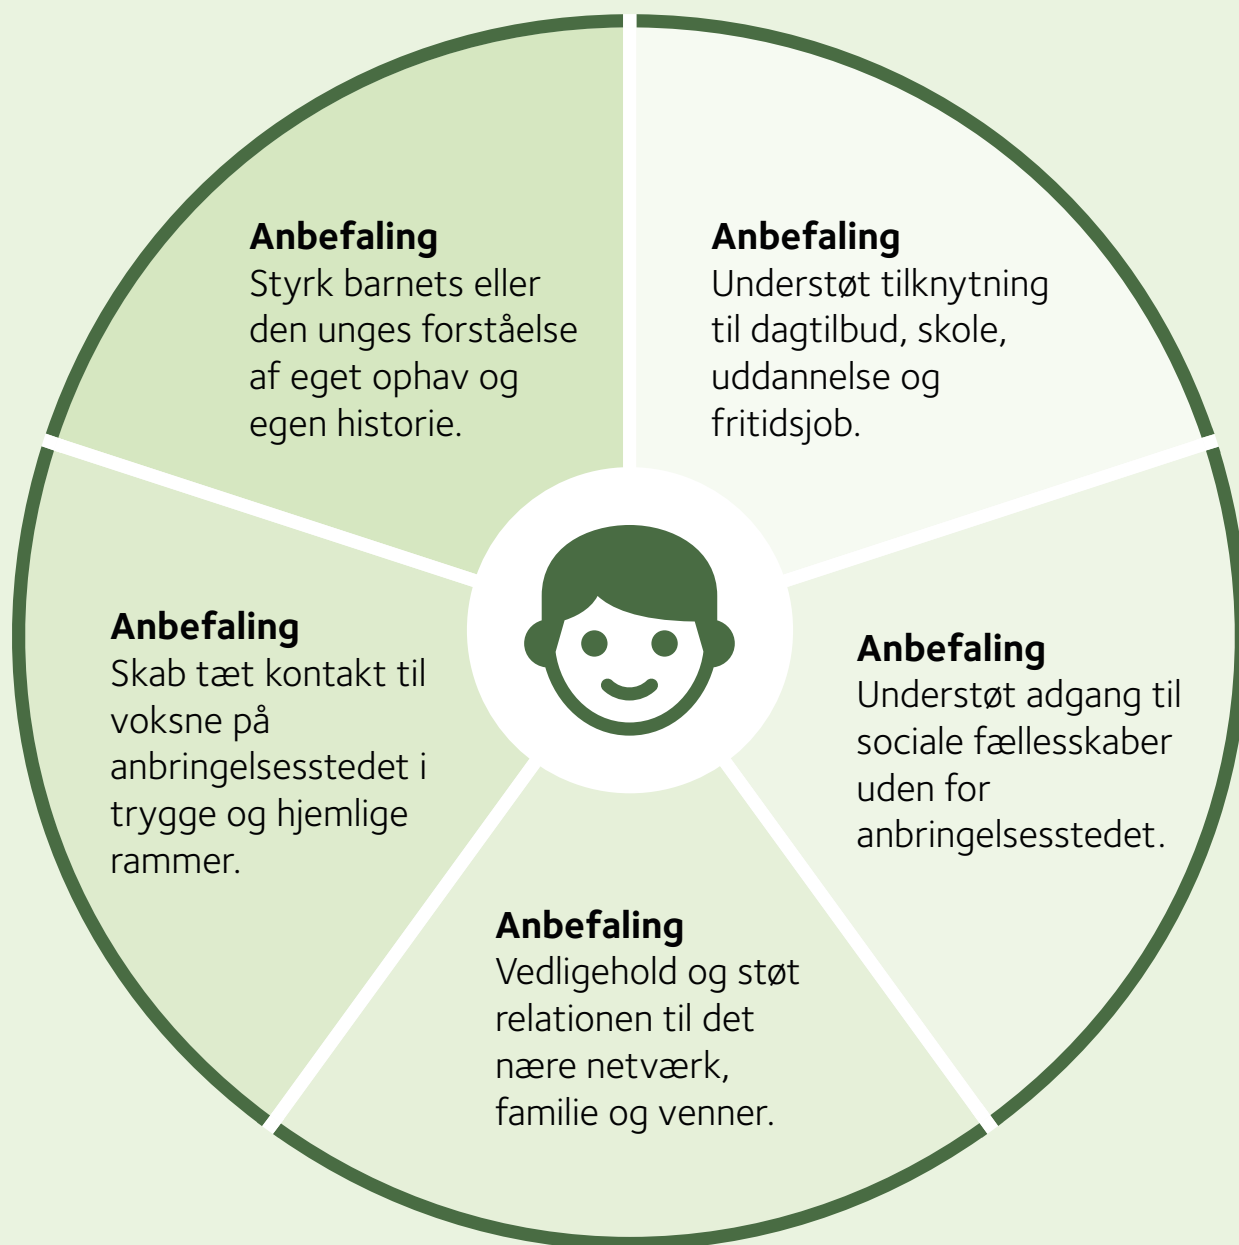 Anbefaling
Styrk barnets eller
den unges forståelse
af eget ophav og
egen historie.
Anbefaling
Understøt tilknytning
til dagtilbud, skole,
uddannelse og
fritidsjob.
Anbefaling
Skab tæt kontakt til
voksne på
anbringelsesstedet i
trygge og hjemlige
rammer.
Anbefaling
Understøt adgang til
sociale fællesskaber
uden for
anbringelsesstedet.
Anbefaling
Vedligehold og støt
relationen til det
nære netværk,
familie og venner.